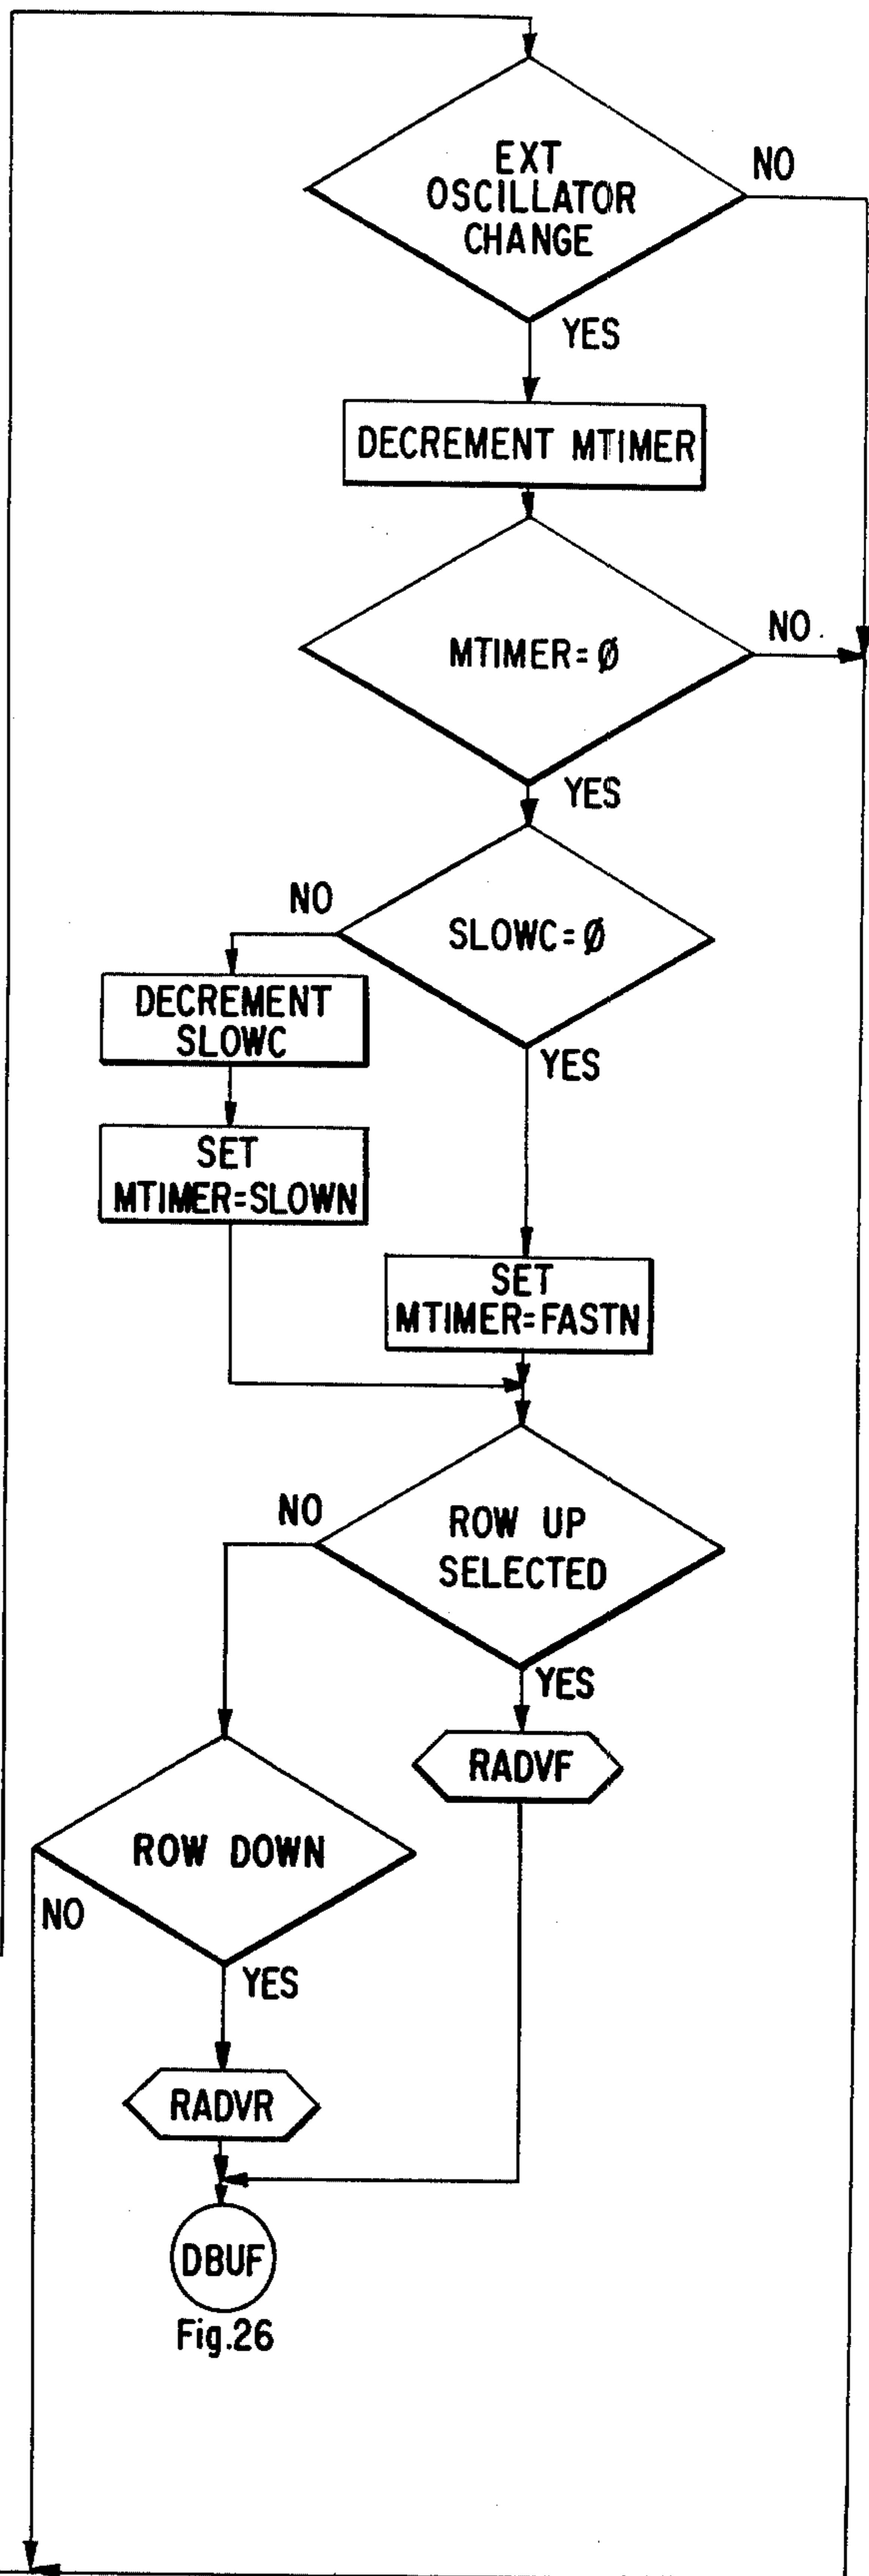 EXT
OSCILLATOR
CHANGE
NO
YES
DECREMENT MTIMER
MTIMER=Ø
NO
YES
SLOWC=Ø
NO
YES
DECREMENT
SLOWC
SET
MTIMER=SLOWN
SET
MTIMER=FASTN
ROW UP
SELECTED
NO
YES
RADVF
ROW DOWN
NO
YES
RADVR
DBUF
Fig.26